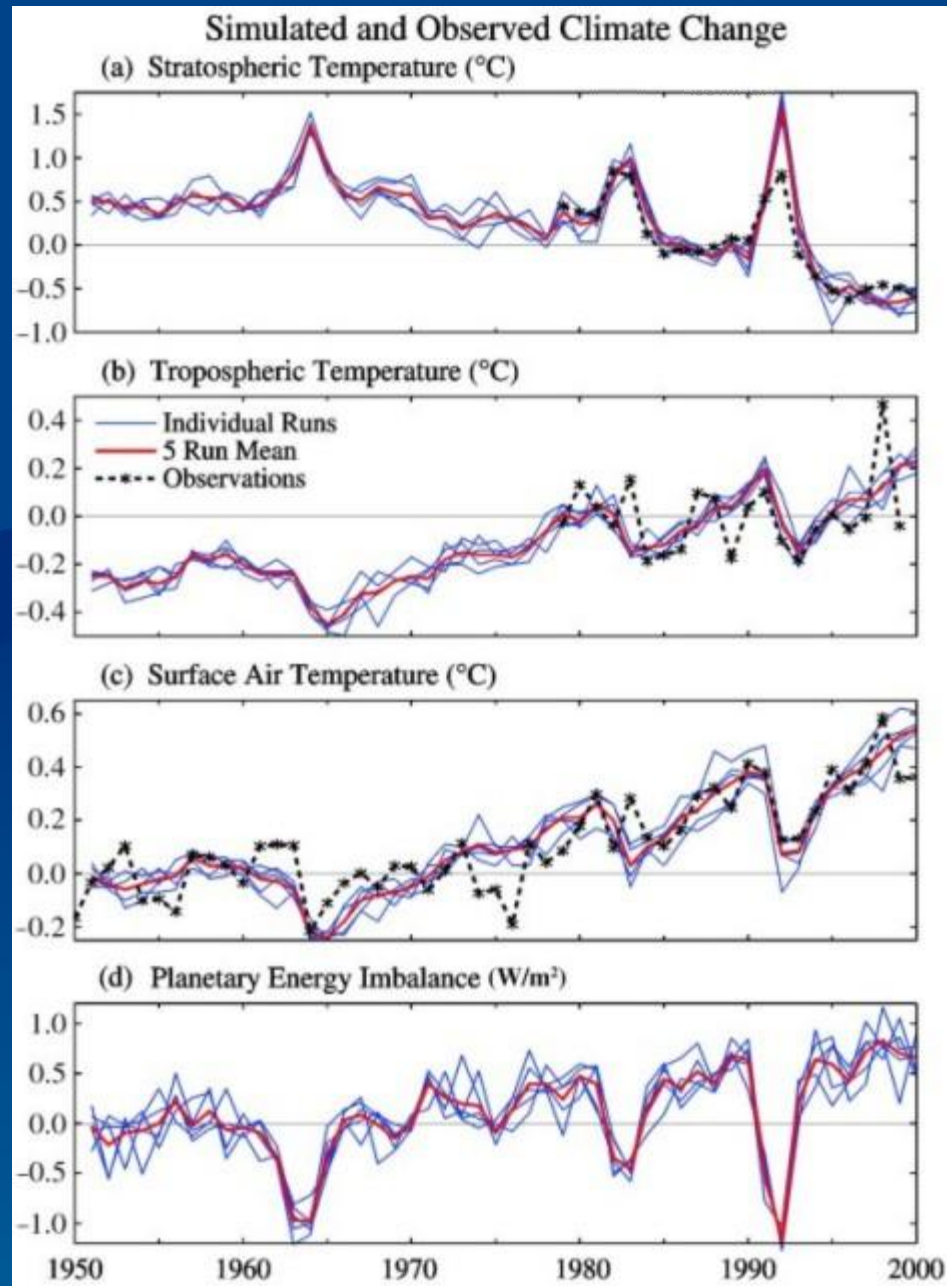 Simulated and Observed Climate Change
(a) Stratospheric Temperature (°C)
1.5
1.0
0.5
0.0
-0.5
-1.0
(b) Tropospheric Temperature (°C)
0.4
0.2
0.0
-0.2
-0.4
Individual Runs
5 Run Mean
Observations
(c) Surface Air Temperature (°C)
0.6
0.4
0.2
0.0
-0.2
(d) Planetary Energy Imbalance (W/m²)
1.0
0.5
0.0
-0.5
-1.0
1950 1960 1970 1980 1990 2000